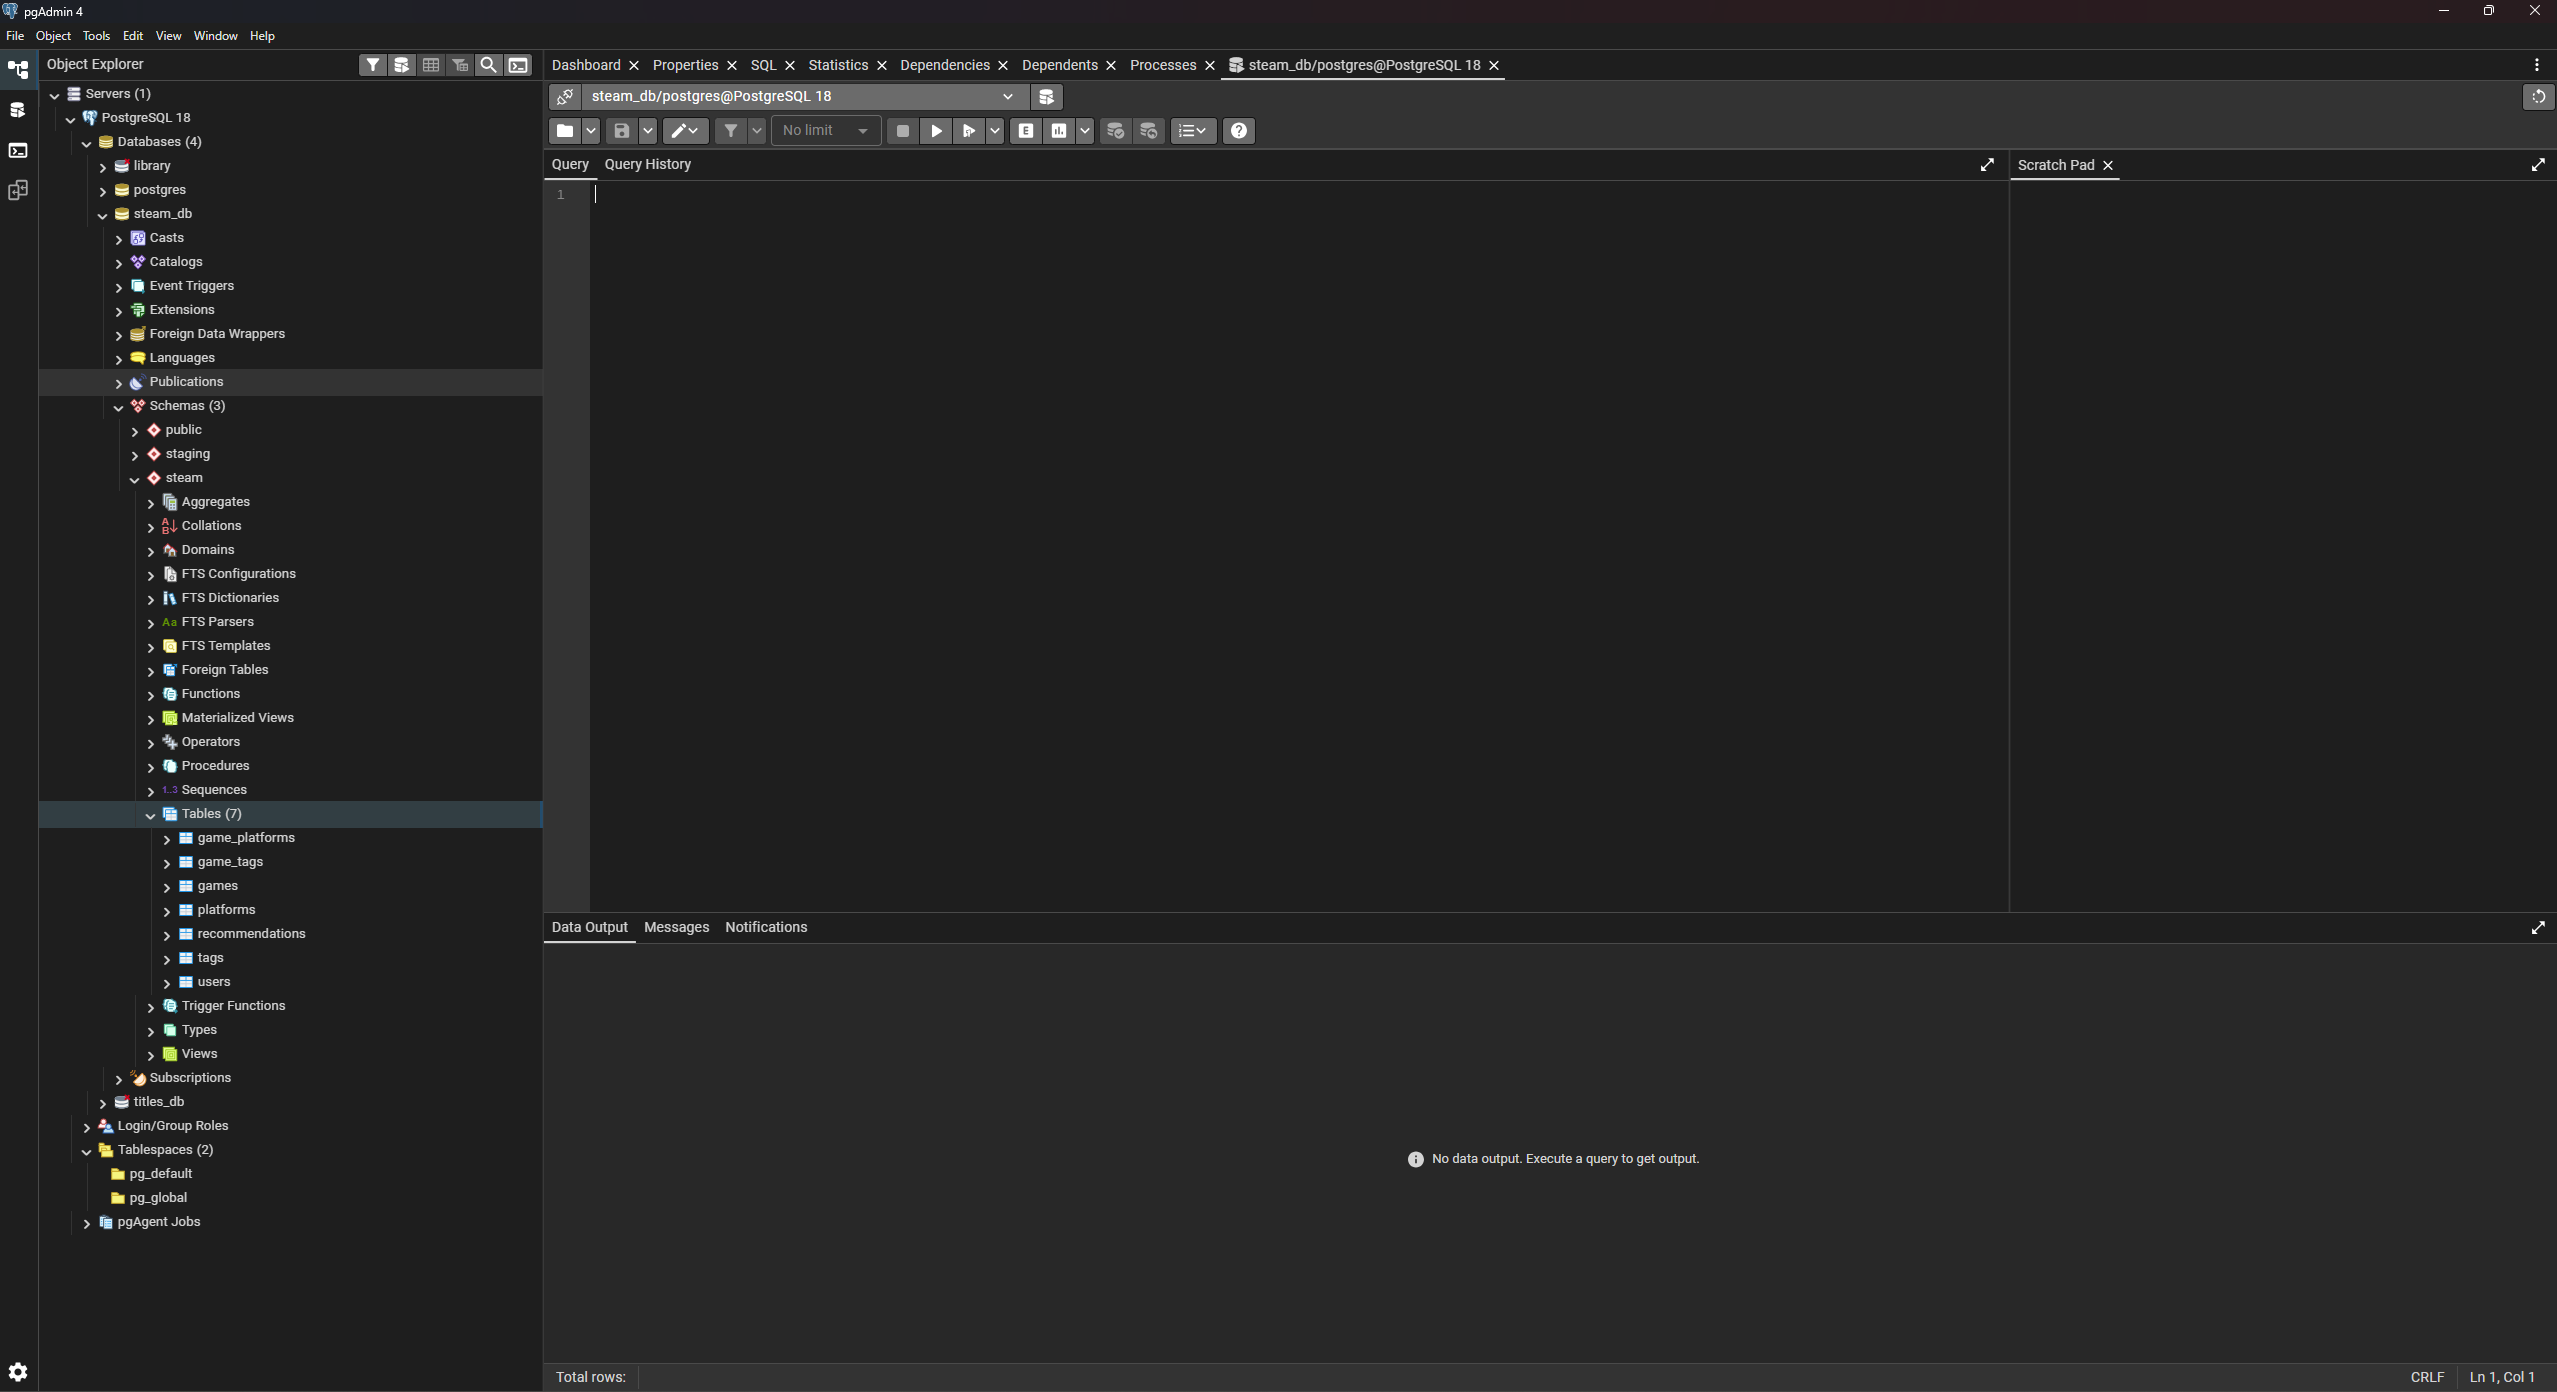 pgAdmin 4
File Object Tools Edit View Window Help
Object Explorer
Servers (1)
PostgreSQL 18
Databases (4)
library
postgres
steam_db
Casts
Catalogs
Event Triggers
Extensions
Foreign Data Wrappers
Languages
Publications
Schemas (3)
public
staging
steam
Aggregates
Collations
Domains
FTS Configurations
FTS Dictionaries
Aa FTS Parsers
FTS Templates
Foreign Tables
Functions
Materialized Views
Operators
Procedures
1..3 Sequences
Tables (7)
game_platforms
game_tags
games
platforms
recommendations
tags
users
Trigger Functions
Types
Views
Subscriptions
titles_db
Login/Group Roles
Tablespaces (2)
pg_default
pg_global
pgAgent Jobs
Dashboard Properties SQL Statistics Dependencies Dependents Processes steam_db/postgres@PostgreSQL 18
steam_db/postgres@PostgreSQL 18
No limit E
Query Query History
1
Scratch Pad
Data Output Messages Notifications
No data output. Execute a query to get output.
Total rows:
CRLF Ln 1, Col 1